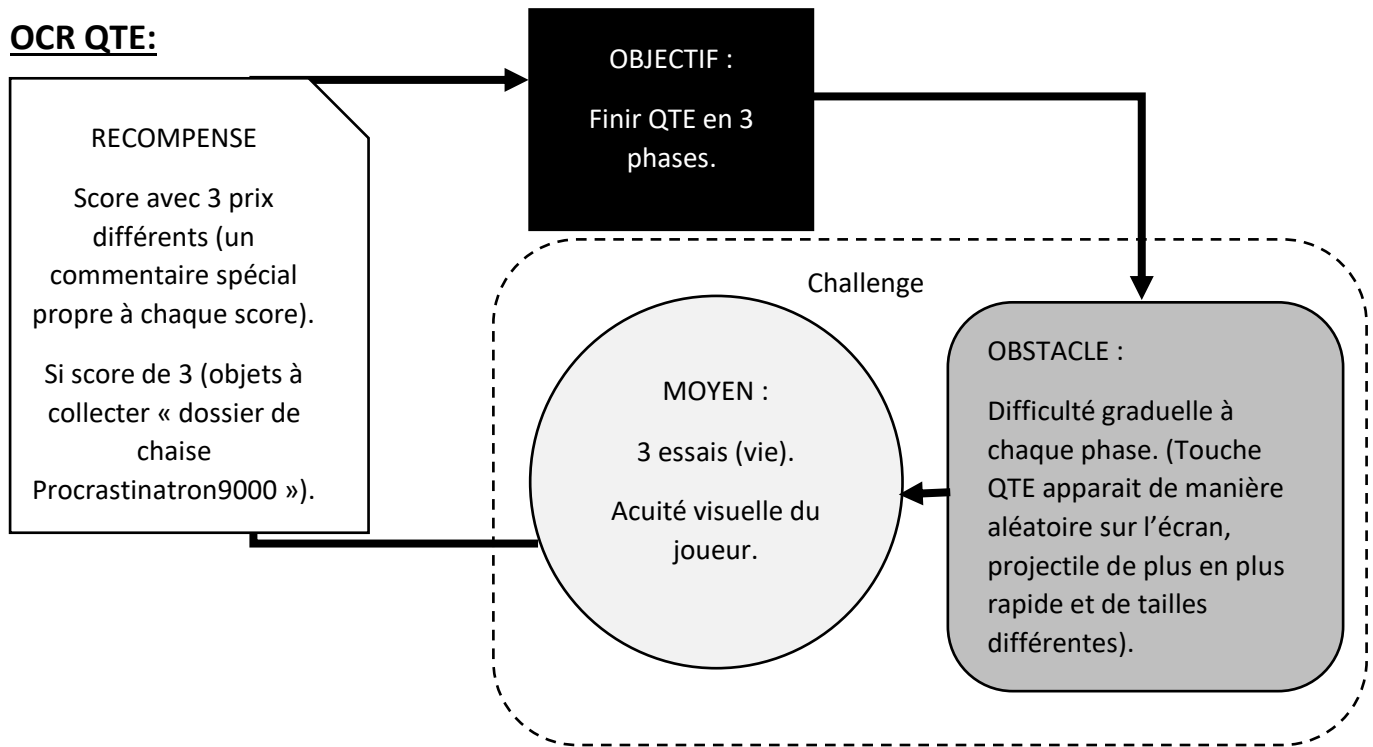 OCR QTE:
RECOMPENSE
Score avec 3 prix
différents (un
commentaire spécial
propre à chaque score).
Si score de 3 (objets à
collecter « dossier de
chaise
Procrastinatron9000 »).
OBJECTIF :
Finir QTE en 3
phases.
Challenge
MOYEN :
3 essais (vie).
Acuité visuelle du
joueur.
OBSTACLE :
Difficulté graduelle à
chaque phase. (Touche
QTE apparait de manière
aléatoire sur l’écran,
projectile de plus en plus
rapide et de tailles
différentes).